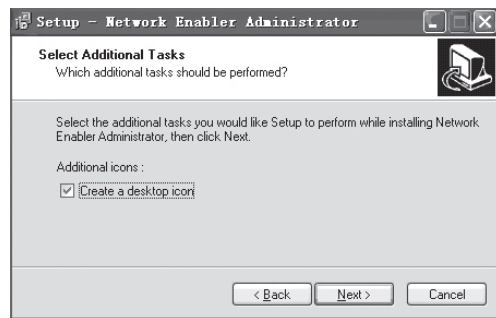 Setup - Network Enabler Administrator
Select Additional Tasks
Which additional tasks should be performed?
Select the additional tasks you would like Setup to perform while installing Network
Enabler Administrator, then click Next.
Additional icons :
Create a desktop icon
< Back
Next >
Cancel